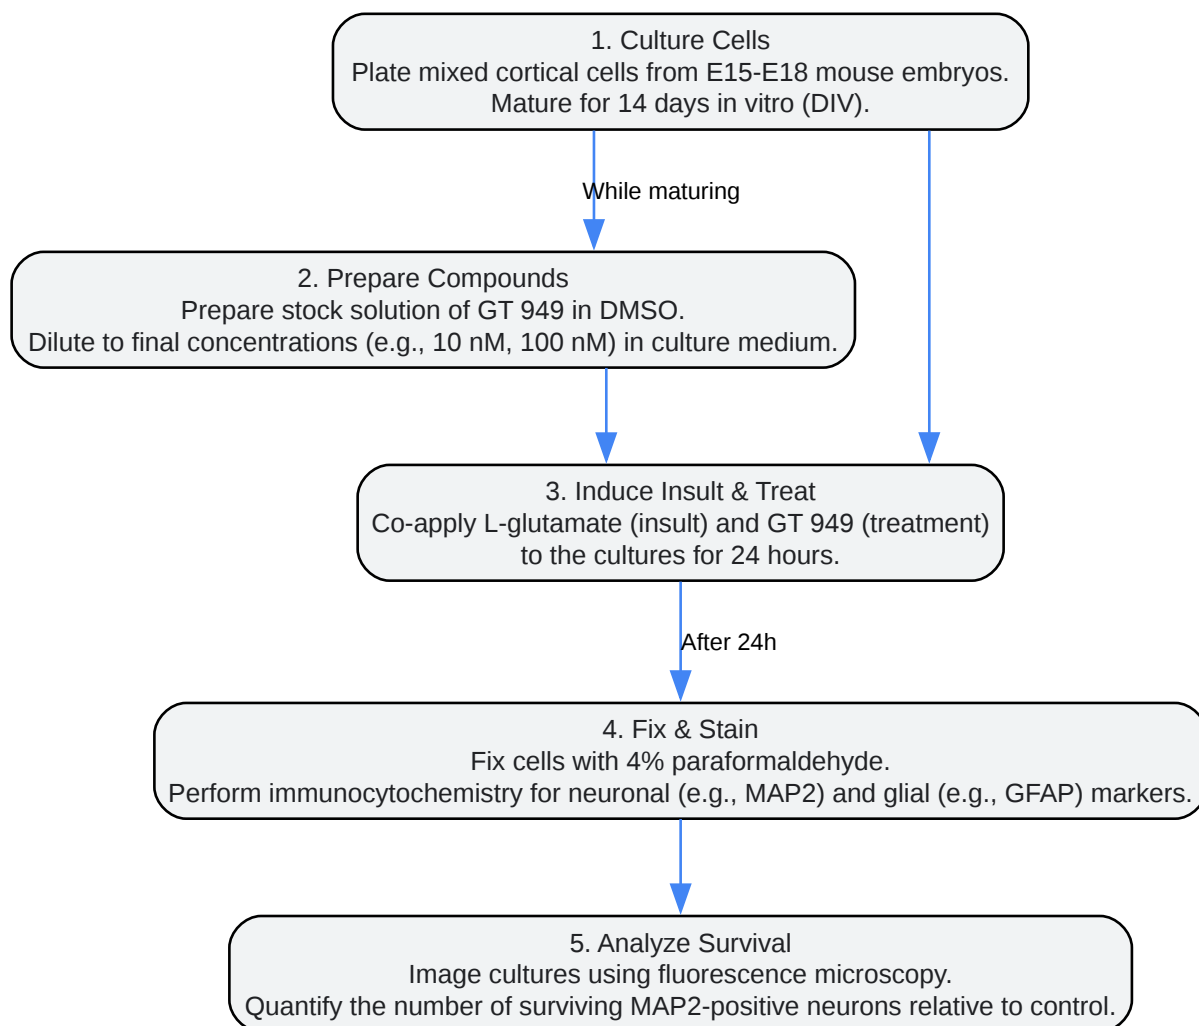 1. Culture Cells
Plate mixed cortical cells from E15-E18 mouse embryos.
Mature for 14 days in vitro (DIV).
While maturing
2. Prepare Compounds
Prepare stock solution of GT 949 in DMSO.
Dilute to final concentrations (e.g., 10 nM, 100 nM) in culture medium.
3. Induce Insult & Treat
Co-apply L-glutamate (insult) and GT 949 (treatment)
to the cultures for 24 hours.
After 24h
4. Fix & Stain
Fix cells with 4% paraformaldehyde.
Perform immunocytochemistry for neuronal (e.g., MAP2) and glial (e.g., GFAP) markers.
5. Analyze Survival
Image cultures using fluorescence microscopy.
Quantify the number of surviving MAP2-positive neurons relative to control.